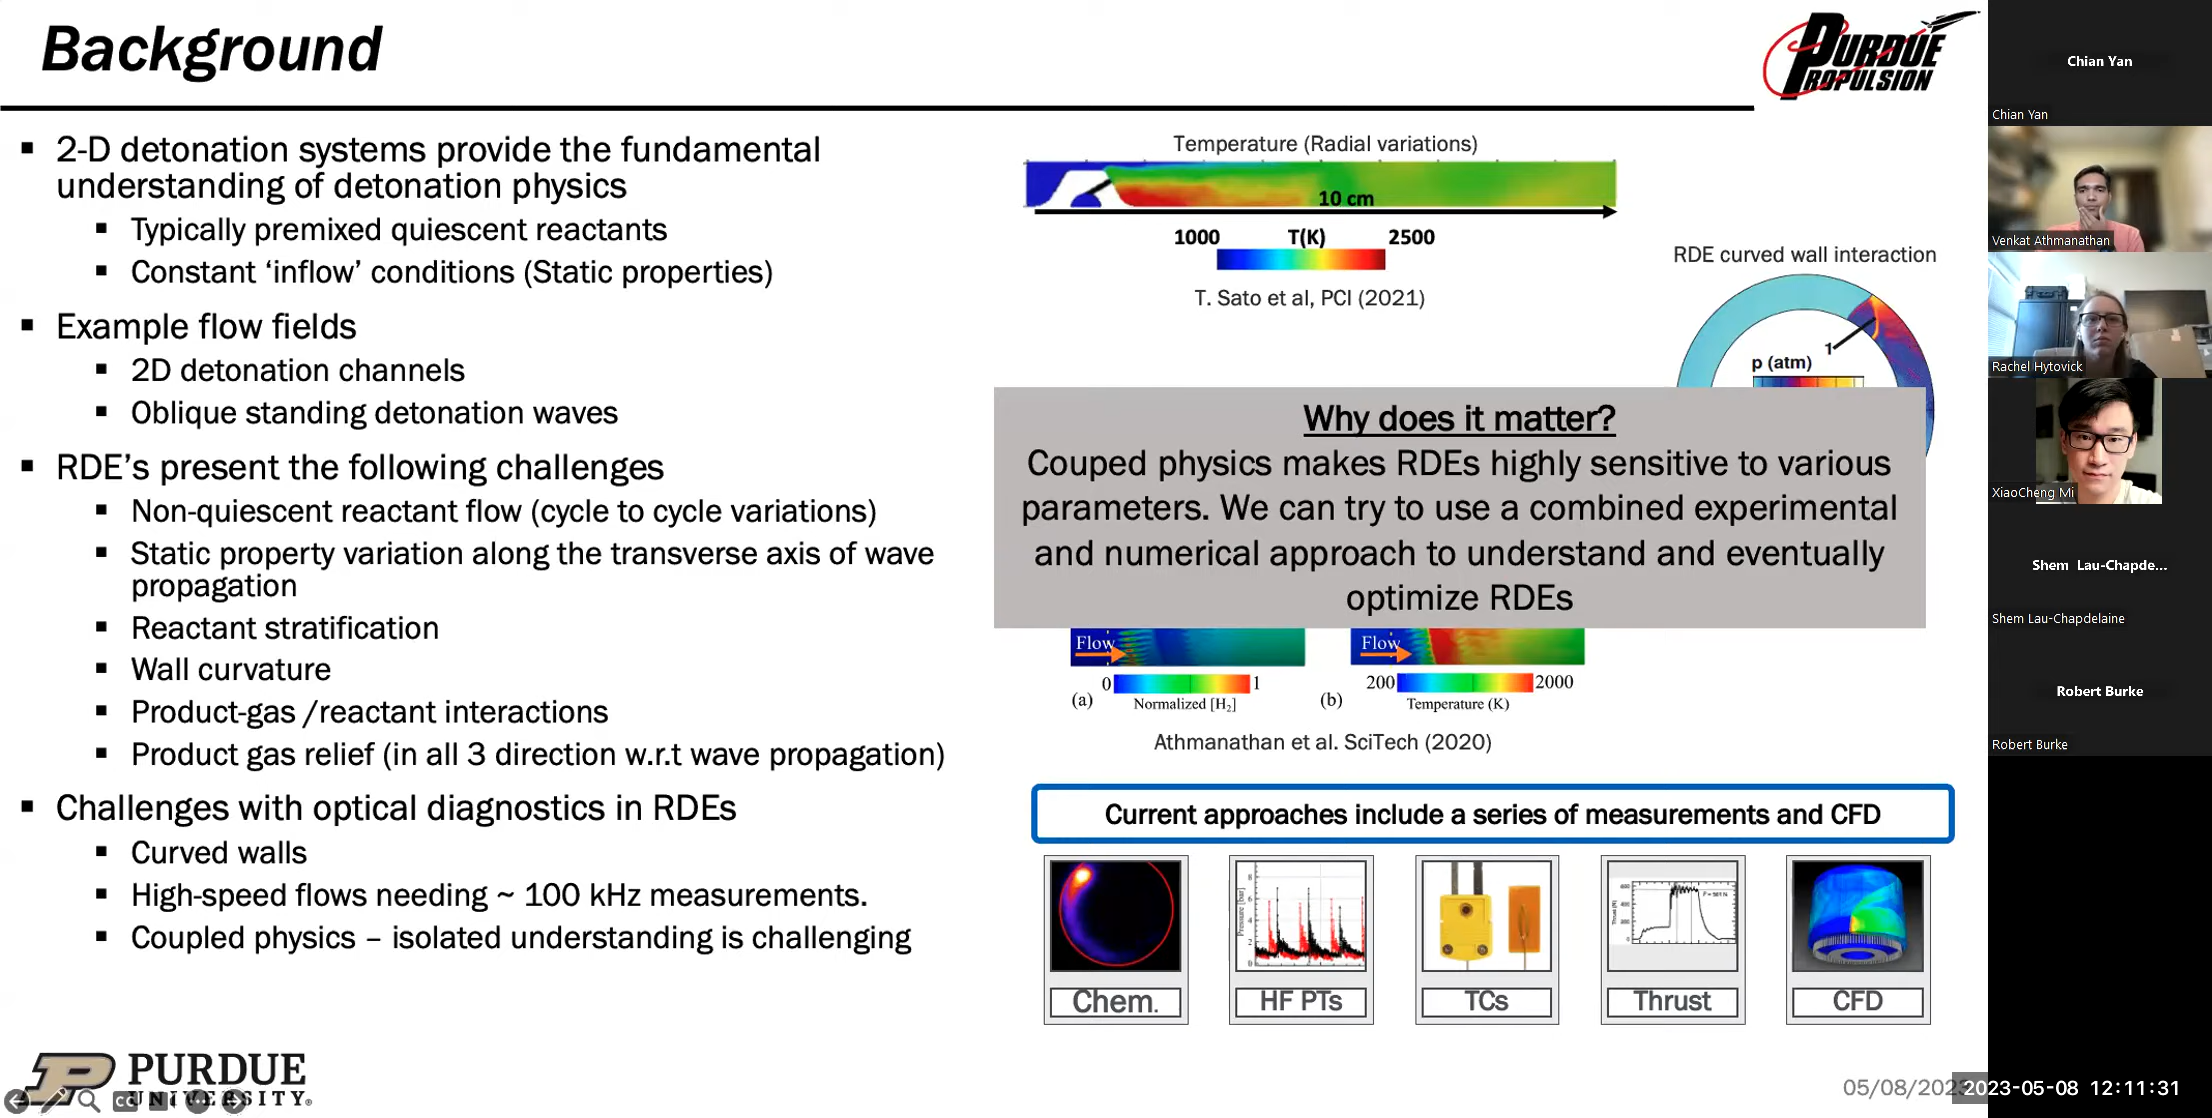 Background
PURDUE
PROPULSION
2-D detonation systems provide the fundamental
understanding of detonation physics
Typically premixed quiescent reactants
Constant ‘inflow’ conditions (Static properties)
Example flow fields
2D detonation channels
Oblique standing detonation waves
RDE’s present the following challenges
Non-quiescent reactant flow (cycle to cycle variations)
Static property variation along the transverse axis of wave
propagation
Reactant stratification
Wall curvature
Product-gas /reactant interactions
Product gas relief (in all 3 direction w.r.t wave propagation)
Challenges with optical diagnostics in RDEs
Curved walls
High-speed flows needing ~ 100 kHz measurements.
Coupled physics – isolated understanding is challenging
Temperature (Radial variations)
10 cm
1000 T(K) 2500
T. Sato et al, PCI (2021)
RDE curved wall interaction
1
p (atm)
Why does it matter?
Couped physics makes RDEs highly sensitive to various
parameters. We can try to use a combined experimental
and numerical approach to understand and eventually
optimize RDEs
Flow
Flow
0 1
200 2000
(a) Normalized [H₂]
(b) Temperature (K)
Athmanathan et al. SciTech (2020)
Current approaches include a series of measurements and CFD
Pressure [bar]
Thrust (N)
Chem.
HF PTs
TCs
Thrust
CFD
PURDUE
UNIVERSITY®
CC
05/08/2023
2023-05-08 12:11:31
Chian Yan
Chian Yan
Venkat Athmanathan
Rachel Hytovick
XiaoCheng Mi
Shem Lau-Chapde...
Shem Lau-Chapdelaine
Robert Burke
Robert Burke